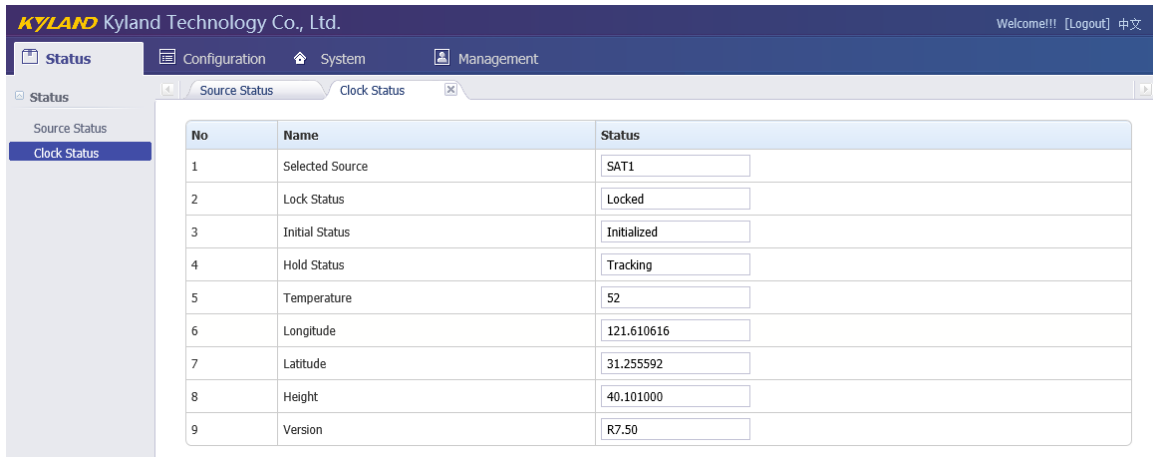 KYLAND Kyland Technology Co., Ltd. Welcome!!! [Logout] 中文
Status Configuration System Management
Status Source Status Clock Status
Source Status
Clock Status
No Name Status
1 Selected Source SAT1
2 Lock Status Locked
3 Initial Status Initialized
4 Hold Status Tracking
5 Temperature 52
6 Longitude 121.610616
7 Latitude 31.255592
8 Height 40.101000
9 Version R7.50